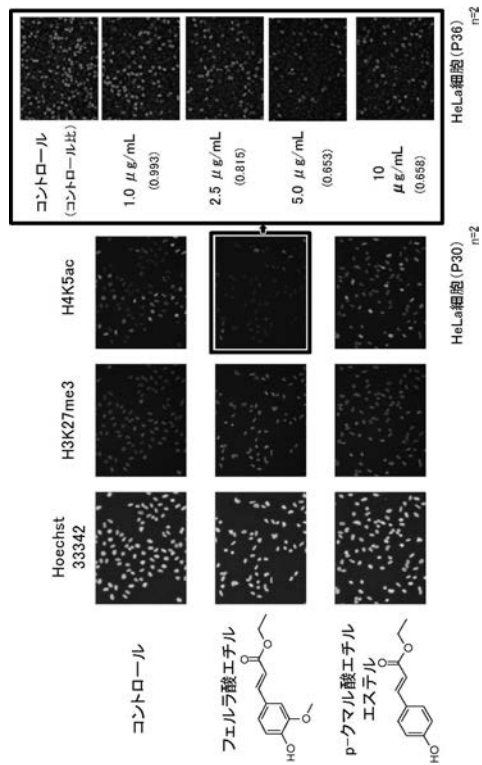 Hoechst
33342
H3K27me3
H4K5ac
コントロール
フェルラ酸エチル
HO
O
O
O
p-クマル酸エチル
エステル
HO
O
O
HeLa細胞(P30)
n=2
コントロール
(コントロール比)
1.0 μg/mL
(0.993)
2.5 μg/mL
(0.815)
5.0 μg/mL
(0.653)
10
μg/mL
(0.658)
HeLa細胞(P36)
n=2